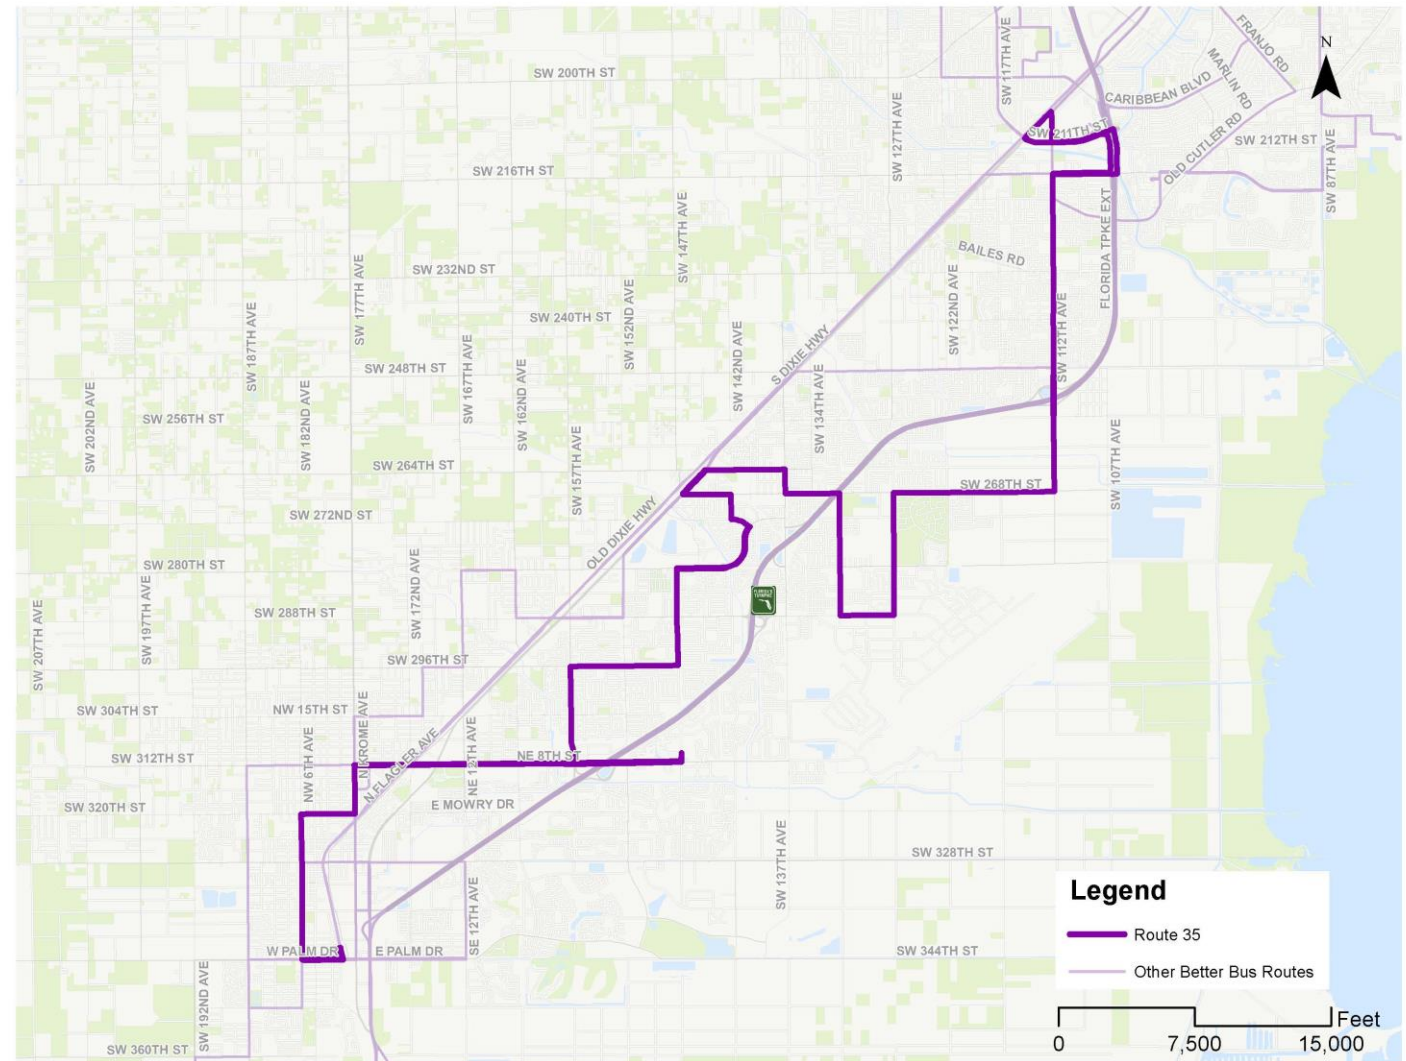 FRANJO RD
N
SW 117TH AVE
MARLIN RD
SW 200TH ST
CARIBBEAN BLVD
SW 127TH AVE
SW 211TH ST
OLD CUTLER RD
SW 212TH ST
SW 87TH AVE
SW 216TH ST
SW 147TH AVE
FLORIDA TPKE EXT
BAILES RD
SW 232ND ST
SW 177TH AVE
SW 152ND AVE
SW 122ND AVE
SW 112TH AVE
SW 187TH AVE
SW 240TH ST
SW 142ND AVE
S DIXIE HWY
SW 167TH AVE
SW 248TH ST
SW 162ND AVE
SW 134TH AVE
SW 202ND AVE
SW 182ND AVE
SW 256TH ST
SW 157TH AVE
SW 107TH AVE
SW 264TH ST
SW 268TH ST
SW 272ND ST
OLD DIXIE HWY
SW 280TH ST
SW 172ND AVE
SW 197TH AVE
SW 207TH AVE
SW 288TH ST
SW 296TH ST
SW 304TH ST
NW 15TH ST
N KROME AVE
NW 6TH AVE
N FLAGLER AVE
NE 12TH AVE
SW 312TH ST
NE 8TH ST
SW 320TH ST
E MOWRY DR
SW 137TH AVE
SW 328TH ST
SE 12TH AVE
W PALM DR
E PALM DR
SW 344TH ST
SW 192ND AVE
SW 360TH ST
Legend
Route 35
Other Better Bus Routes
Feet
0 7,500 15,000